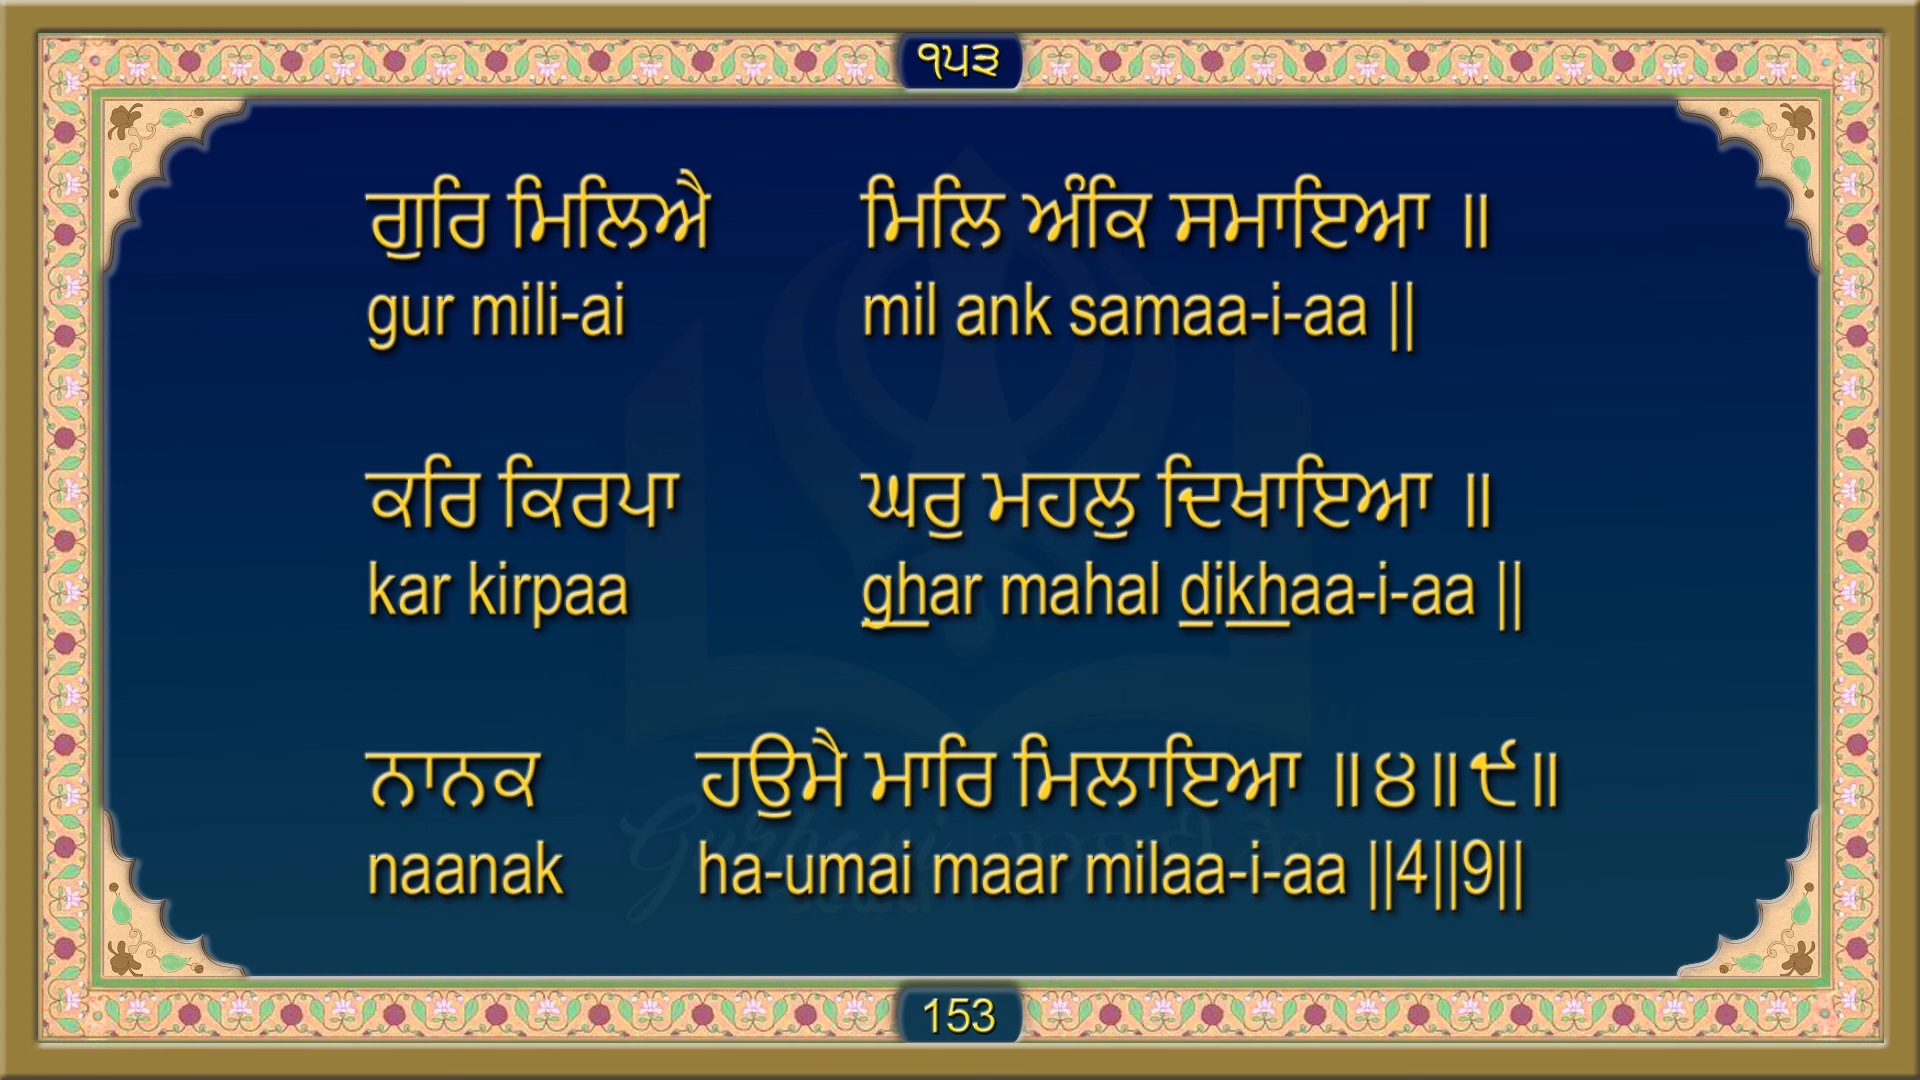 ੧੫੩
ਗੁਰਿ ਮਿਲਿਐ ਮਿਲਿ ਅੰਕਿ ਸਮਾਇਆ ॥
gur mili-ai mil ank samaa-i-aa ||
ਕਰਿ ਕਿਰਪਾ ਘਰੁ ਮਹਲੁ ਦਿਖਾਇਆ ॥
kar kirpaa ghar mahal dikhaa-i-aa ||
ਨਾਨਕ ਹਉਮੈ ਮਾਰਿ ਮਿਲਾਇਆ ॥੪॥੯॥
naanak ha-umai maar milaa-i-aa ||4||9||
153